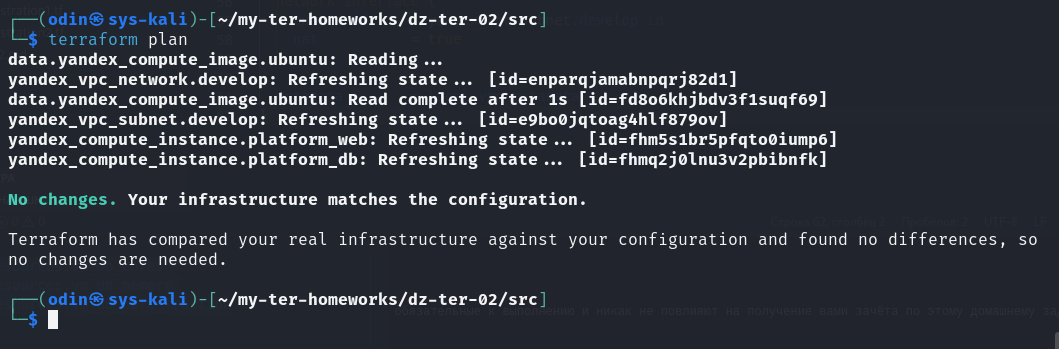 ┌──(odin㉿sys-kali)-[~/my-ter-homeworks/dz-ter-02/src]
└─$ terraform plan
data.yandex_compute_image.ubuntu: Reading...
yandex_vpc_network.develop: Refreshing state... [id=enparqjamabnpqrj82d1]
data.yandex_compute_image.ubuntu: Read complete after 1s [id=fd8o6khjbdv3f1suqf69]
yandex_vpc_subnet.develop: Refreshing state... [id=e9bo0jqtoag4hlf879ov]
yandex_compute_instance.platform_web: Refreshing state... [id=fhm5s1br5pfqto0iump6]
yandex_compute_instance.platform_db: Refreshing state... [id=fhmq2j0lnu3v2pbibnfk]
No changes. Your infrastructure matches the configuration.
Terraform has compared your real infrastructure against your configuration and found no differences, so
no changes are needed.
┌──(odin㉿sys-kali)-[~/my-ter-homeworks/dz-ter-02/src]
└─$